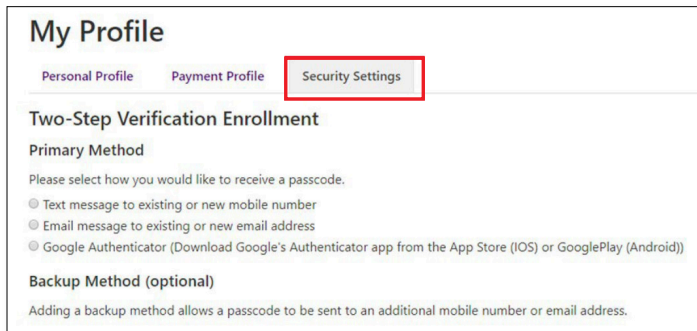 My Profile
Personal Profile Payment Profile Security Settings
Two-Step Verification Enrollment
Primary Method
Please select how you would like to receive a passcode.
Text message to existing or new mobile number
Email message to existing or new email address
Google Authenticator (Download Google's Authenticator app from the App Store (IOS) or GooglePlay (Android))
Backup Method (optional)
Adding a backup method allows a passcode to be sent to an additional mobile number or email address.